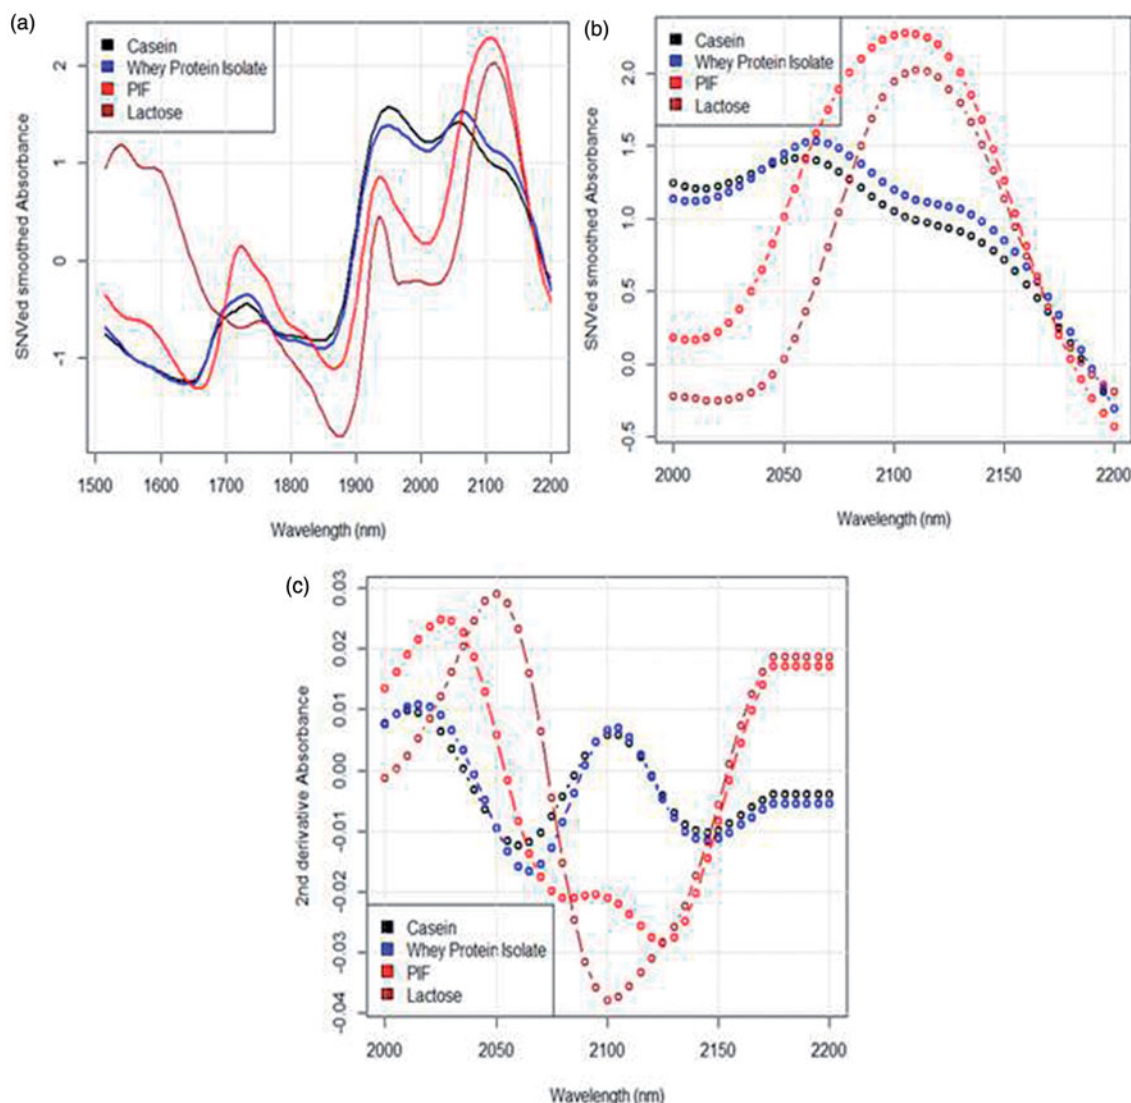 (a)
Casein
Whey Protein Isolate
PIF
Lactose
SNVed smoothed Absorbance
2
1
0
-1
1500 1600 1700 1800 1900 2000 2100 2200
Wavelength (nm)
(b)
Casein
Whey Protein Isolate
PIF
Lactose
SNVed smoothed Absorbance
2.0
1.5
1.0
0.5
0.0
-0.5
2000 2050 2100 2150 2200
Wavelength (nm)
(c)
2nd derivative Absorbance
0.03
0.02
0.01
0.00
-0.01
-0.02
-0.03
-0.04
Casein
Whey Protein Isolate
PIF
Lactose
2000 2050 2100 2150 2200
Wavelength (nm)